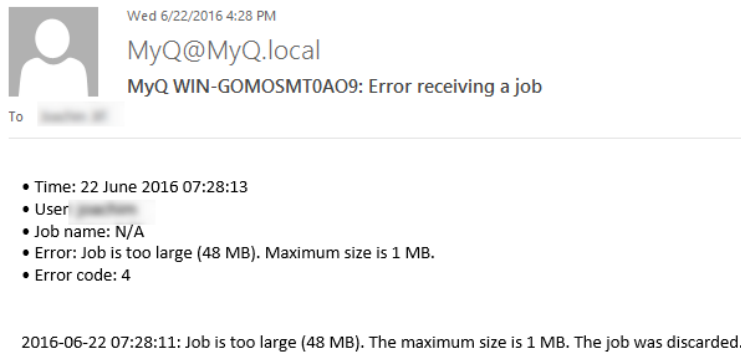 Wed 6/22/2016 4:28 PM
MyQ@MyQ.local
MyQ WIN-GOMOSMT0AO9: Error receiving a job
To
• Time: 22 June 2016 07:28:13
• User
• Job name: N/A
• Error: Job is too large (48 MB). Maximum size is 1 MB.
• Error code: 4
2016-06-22 07:28:11: Job is too large (48 MB). The maximum size is 1 MB. The job was discarded.